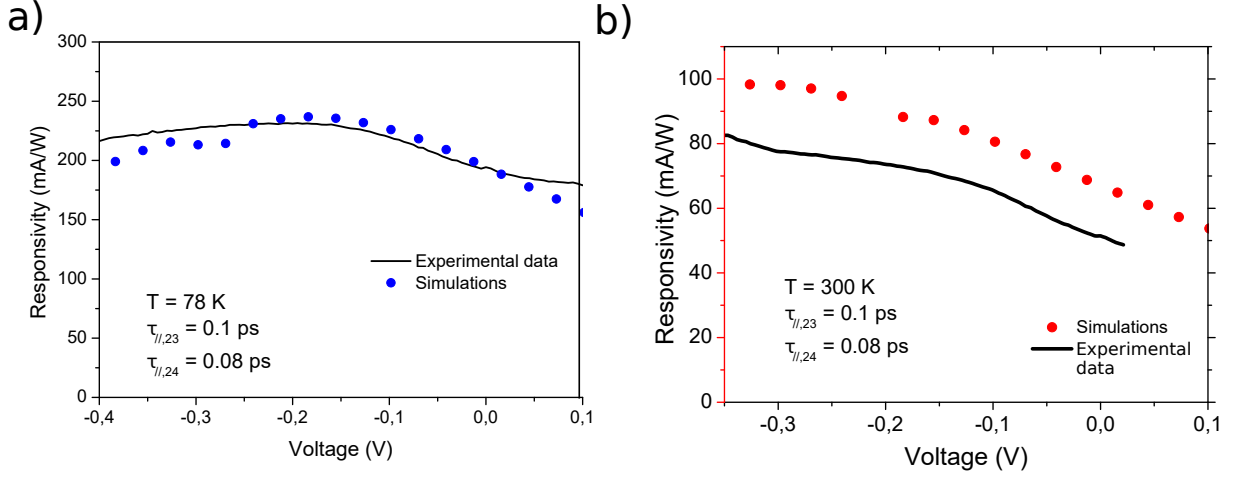 a)
300
250
200
150
100
50
0
Responsivity (mA/W)
Experimental data
Simulations
T = 78 K
τ//,23 = 0.1 ps
τ//,24 = 0.08 ps
-0,4
-0,3
-0,2
-0,1
0,0
0,1
Voltage (V)
b)
100
80
60
40
20
0
Responsivity (mA/W)
T = 300 K
τ//,23 = 0.1 ps
τ//,24 = 0.08 ps
Simulations
Experimental
data
-0,3
-0,2
-0,1
0,0
0,1
Voltage (V)